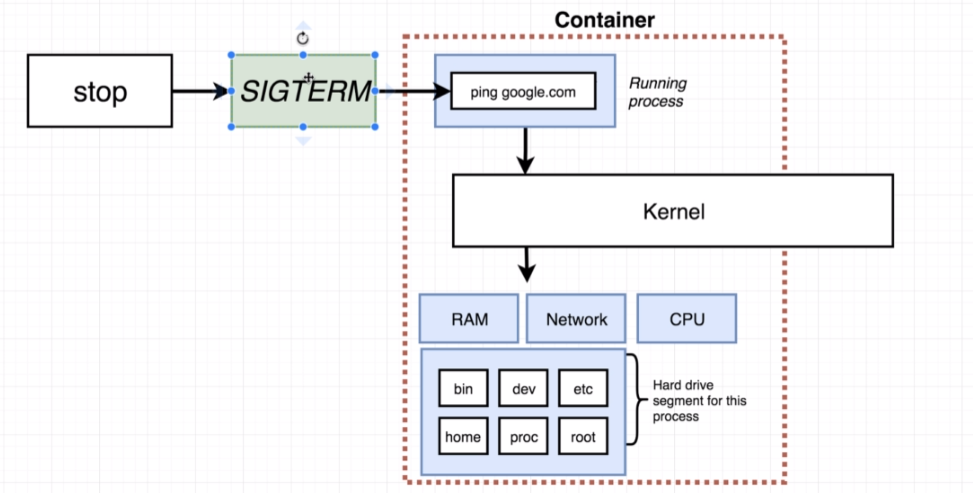 Container
stop
SIGTERM
ping google.com
Running
process
Kernel
RAM
Network
CPU
bin
dev
etc
home
proc
root
Hard drive
segment for this
process